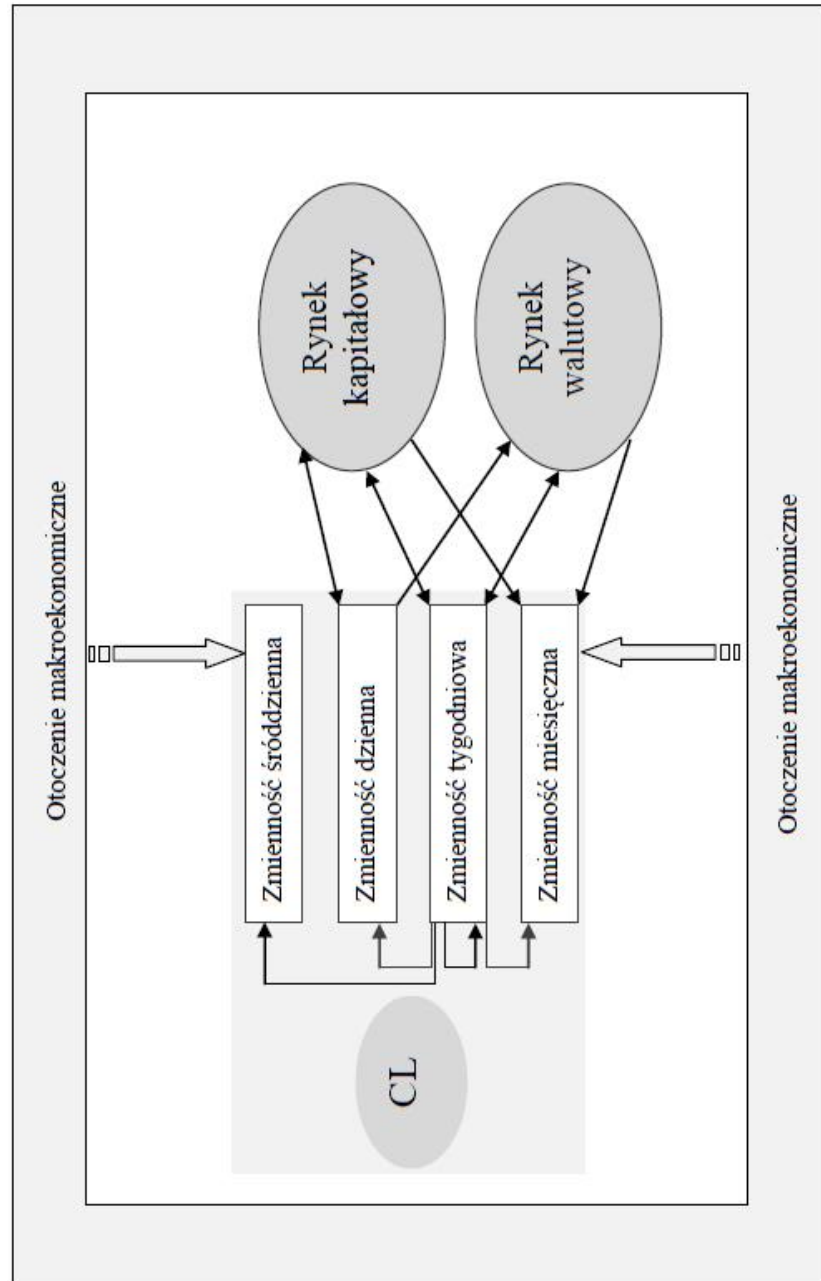 Otoczenie makroekonomiczne
CL
Zmienność śróddzienna
Zmienność dzienna
Zmienność tygodniowa
Zmienność miesięczna
Rynek
kapitałowy
Rynek
walutowy
Otoczenie makroekonomiczne